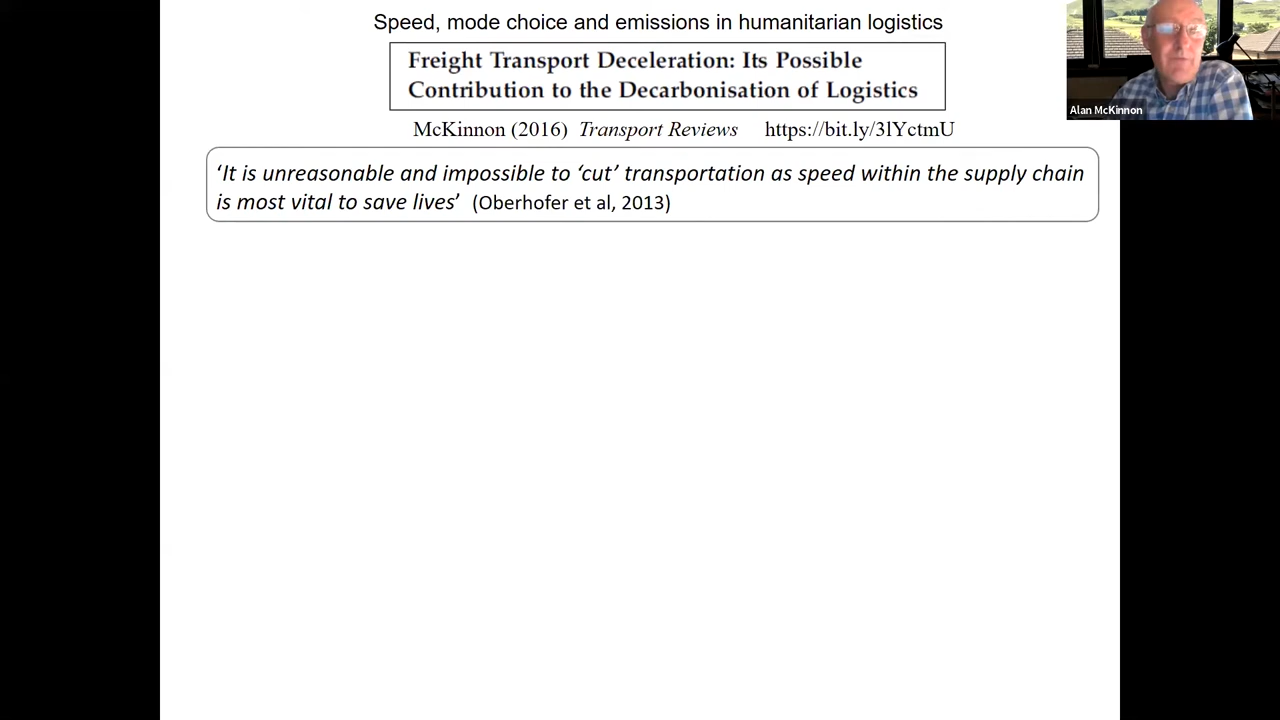 Speed, mode choice and emissions in humanitarian logistics
Freight Transport Deceleration: Its Possible
Contribution to the Decarbonisation of Logistics
McKinnon (2016) Transport Reviews https://bit.ly/3lYctmU
‘It is unreasonable and impossible to ‘cut’ transportation as speed within the supply chain
is most vital to save lives’ (Oberhofer et al, 2013)
Alan McKinnon